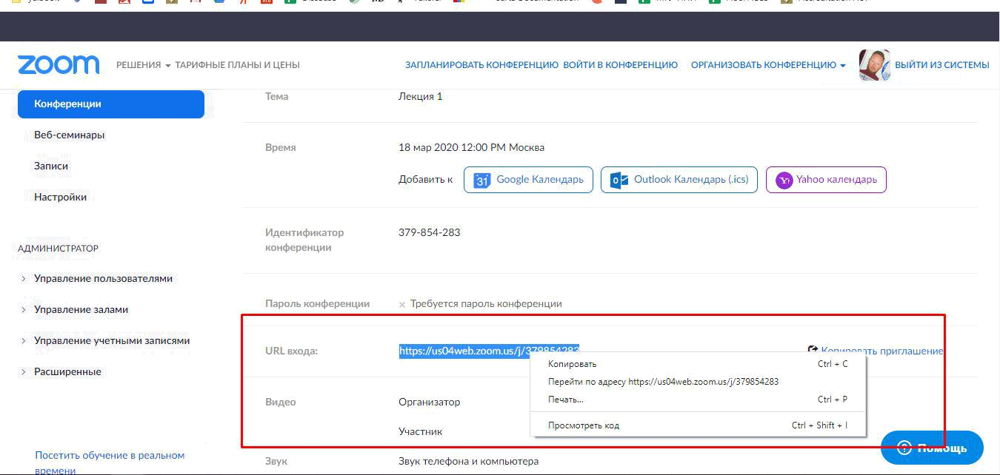 zoom
РЕШЕНИЯ ТАРИФНЫЕ ПЛАНЫ И ЦЕНЫ ЗАПЛАНИРОВАТЬ КОНФЕРЕНЦИЮ ВОЙТИ В КОНФЕРЕНЦИЮ ОРГАНИЗОВАТЬ КОНФЕРЕНЦИЮ ВЫЙТИ ИЗ СИСТЕМЫ
Конференции
Веб-семинары
Записи
Настройки
АДМИНИСТРАТОР
Управление пользователями
Управление залами
Управление учетными записями
Расширенные
Посетить обучение в реальном
времени
Тема Лекция 1
Время 18 мар 2020 12:00 PM Москва
Добавить к 31 Google Календарь Outlook Календарь (.ics) Yahoo календарь
Идентификатор 379-854-283
конференции
Пароль конференции × Требуется пароль конференции
URL входа: https://us04web.zoom.us/j/379854283 Копировать приглашение
Копировать Ctrl + C
Перейти по адресу https://us04web.zoom.us/j/379854283
Печать... Ctrl + P
Просмотреть код Ctrl + Shift + I
Видео Организатор
Участник
Звук Звук телефона и компьютера
? Помощь